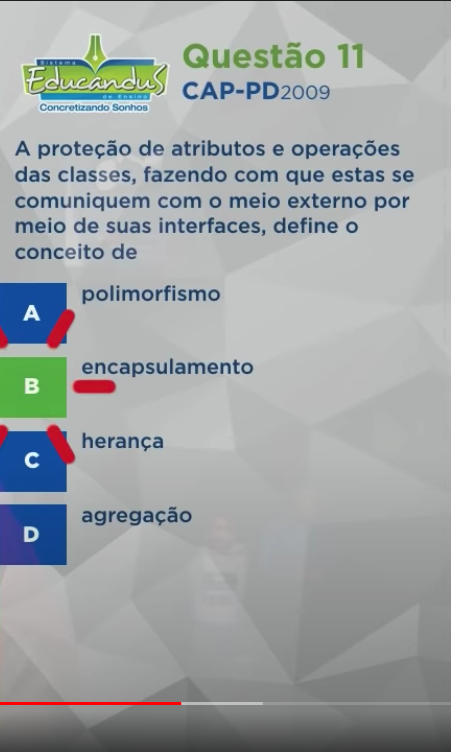 Sistema
Educandus
de Ensino
Concretizando Sonhos
Questão 11
CAP-PD2009
A proteção de atributos e operações
das classes, fazendo com que estas se
comuniquem com o meio externo por
meio de suas interfaces, define o
conceito de
A polimorfismo
B encapsulamento
C herança
D agregação